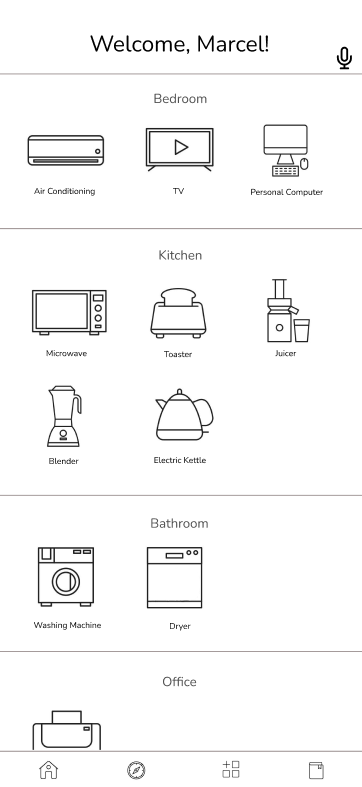 Welcome, Marcel!
Bedroom
Air Conditioning
TV
Personal Computer
Kitchen
Microwave
Toaster
Juicer
Blender
Electric Kettle
Bathroom
Washing Machine
Dryer
Office